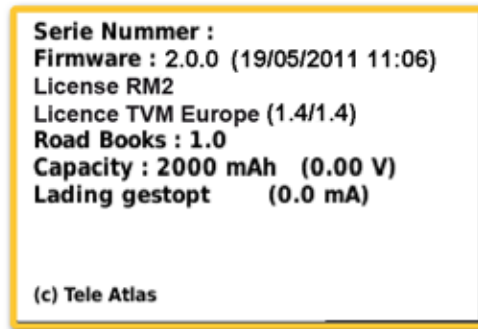 Serie Nummer :
Firmware : 2.0.0 (19/05/2011 11:06)
License RM2
Licence TVM Europe (1.4/1.4)
Road Books : 1.0
Capacity : 2000 mAh (0.00 V)
Lading gestopt (0.0 mA)
(c) Tele Atlas